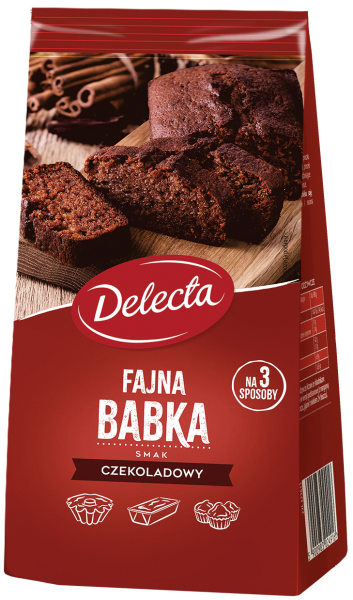 Delecta
FAJNA
BABKA
SMAK
CZEKOLADOWY
NA 3
SPOSOBY